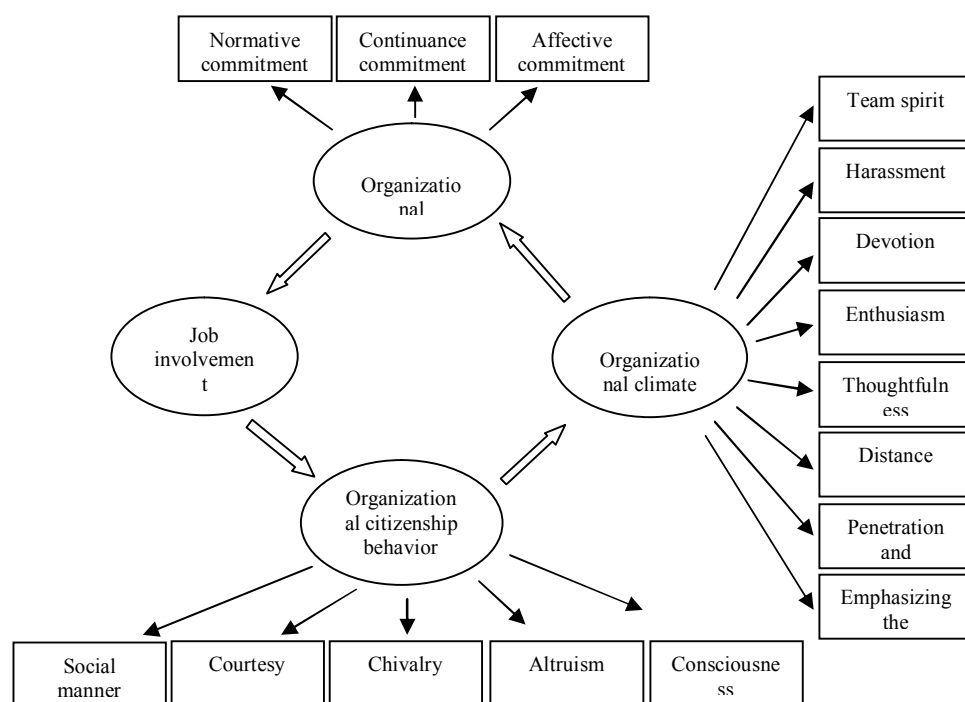 Normative
commitment
Continuance
commitment
Affective
commitment
Team spirit
Harassment
Devotion
Enthusiasm
Thoughtfuln
ess
Distance
Penetration
and
Emphasizing
the
Organizatio
nal
Job
involvemen
t
Organizatio
nal climate
Organization
al citizenship
behavior
Social
manner
Courtesy
Chivalry
Altruism
Consciousne
ss